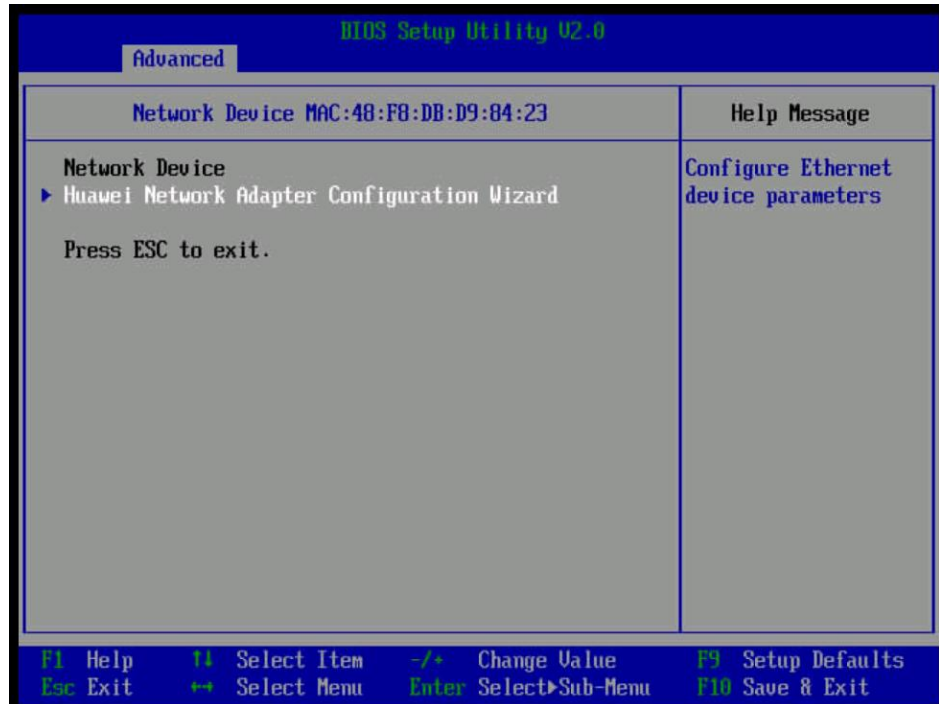 BIOS Setup Utility V2.0
Advanced
Network Device MAC:48:F8:DB:D9:84:23
Help Message
Network Device
Huawei Network Adapter Configuration Wizard
Press ESC to exit.
Configure Ethernet
device parameters
F1 Help ↑↓ Select Item -/+ Change Value F9 Setup Defaults
Esc Exit ↔ Select Menu Enter Select▶Sub-Menu F10 Save & Exit